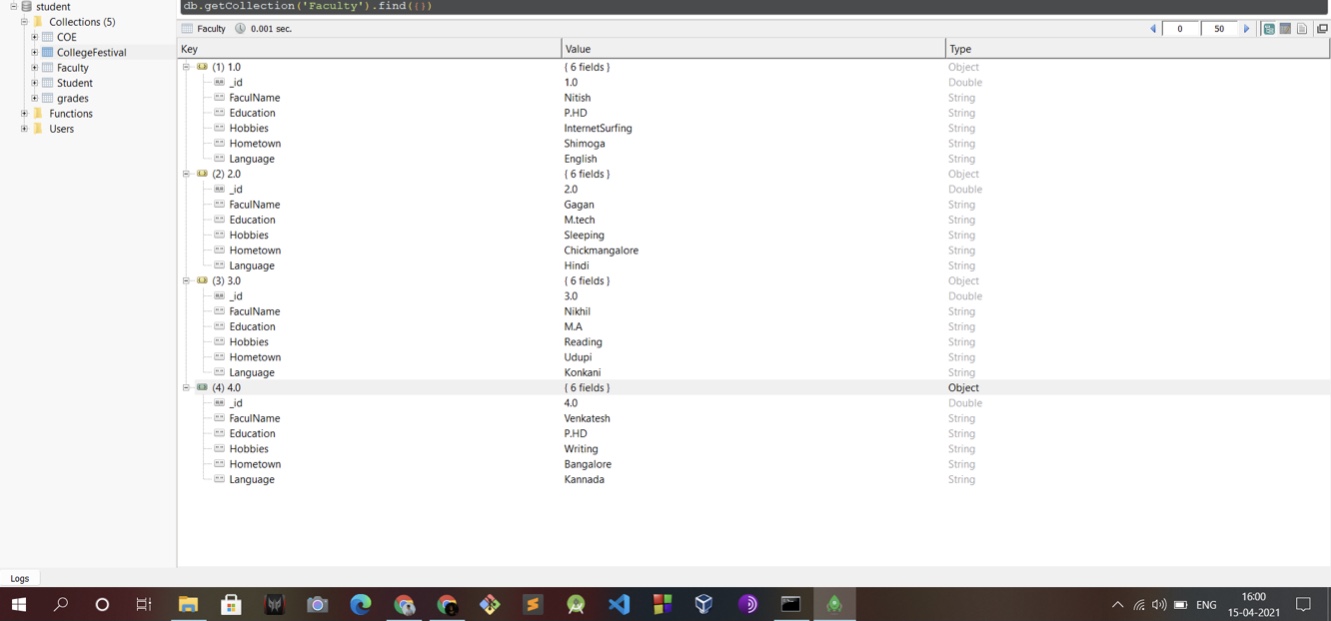 student
Collections (5)
COE
CollegeFestival
Faculty
Student
grades
Functions
Users
db.getCollection('Faculty').find({})
Faculty 0.001 sec. 0 50
Key Value Type
(1) 1.0 { 6 fields } Object
_id 1.0 Double
FaculName Nitish String
Education P.HD String
Hobbies InternetSurfing String
Hometown Shimoga String
Language English String
(2) 2.0 { 6 fields } Object
_id 2.0 Double
FaculName Gagan String
Education M.tech String
Hobbies Sleeping String
Hometown Chickmangalore String
Language Hindi String
(3) 3.0 { 6 fields } Object
_id 3.0 Double
FaculName Nikhil String
Education M.A String
Hobbies Reading String
Hometown Udupi String
Language Konkani String
(4) 4.0 { 6 fields } Object
_id 4.0 Double
FaculName Venkatesh String
Education P.HD String
Hobbies Writing String
Hometown Bangalore String
Language Kannada String
Logs
ENG 16:00
15-04-2021